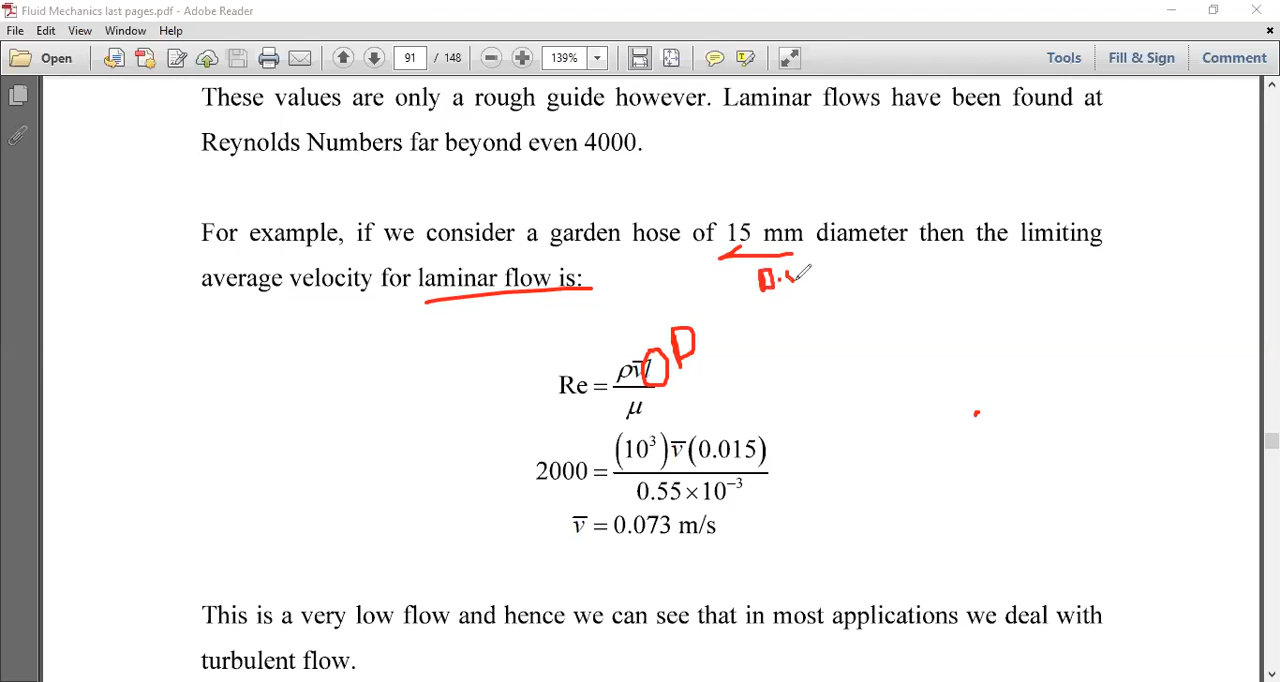 Fluid Mechanics last pages.pdf - Adobe Reader
File Edit View Window Help
Open 91 / 148 139% Tools Fill & Sign Comment
These values are only a rough guide however. Laminar flows have been found at
Reynolds Numbers far beyond even 4000.
For example, if we consider a garden hose of 15 mm diameter then the limiting
average velocity for laminar flow is:
D
Re = ρv̅l / μ
2000 = (10³)v̅(0.015) / 0.55×10⁻³
v̅ = 0.073 m/s
This is a very low flow and hence we can see that in most applications we deal with
turbulent flow.